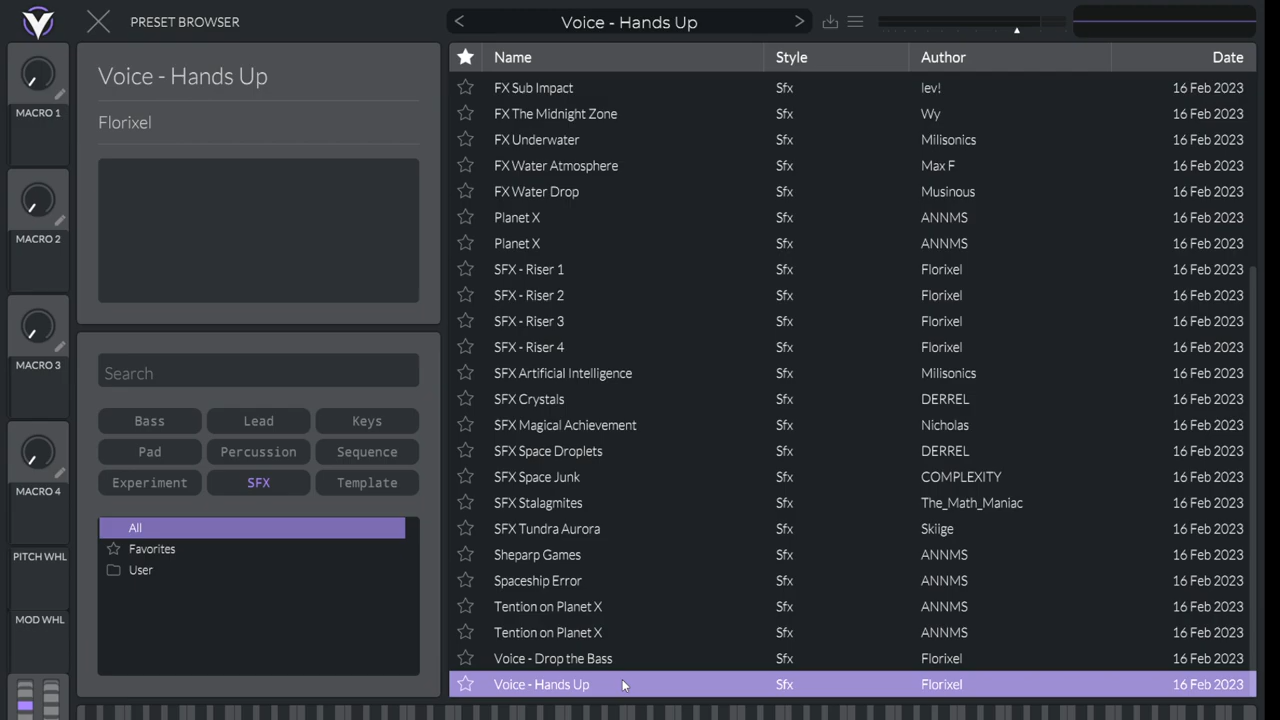 PRESET BROWSER
Voice - Hands Up
Voice - Hands Up
Florixel
MACRO 1
MACRO 2
MACRO 3
MACRO 4
PITCH WHL
MOD WHL
Search
Bass Lead Keys
Pad Percussion Sequence
Experiment SFX Template
All
Favorites
User
Name Style Author Date
FX Sub Impact Sfx lev! 16 Feb 2023
FX The Midnight Zone Sfx Wy 16 Feb 2023
FX Underwater Sfx Milisonics 16 Feb 2023
FX Water Atmosphere Sfx Max F 16 Feb 2023
FX Water Drop Sfx Musinous 16 Feb 2023
Planet X Sfx ANNMS 16 Feb 2023
Planet X Sfx ANNMS 16 Feb 2023
SFX - Riser 1 Sfx Florixel 16 Feb 2023
SFX - Riser 2 Sfx Florixel 16 Feb 2023
SFX - Riser 3 Sfx Florixel 16 Feb 2023
SFX - Riser 4 Sfx Florixel 16 Feb 2023
SFX Artificial Intelligence Sfx Milisonics 16 Feb 2023
SFX Crystals Sfx DERREL 16 Feb 2023
SFX Magical Achievement Sfx Nicholas 16 Feb 2023
SFX Space Droplets Sfx DERREL 16 Feb 2023
SFX Space Junk Sfx COMPLEXITY 16 Feb 2023
SFX Stalagmites Sfx The_Math_Maniac 16 Feb 2023
SFX Tundra Aurora Sfx Skiige 16 Feb 2023
Sheparp Games Sfx ANNMS 16 Feb 2023
Spaceship Error Sfx ANNMS 16 Feb 2023
Tention on Planet X Sfx ANNMS 16 Feb 2023
Tention on Planet X Sfx ANNMS 16 Feb 2023
Voice - Drop the Bass Sfx Florixel 16 Feb 2023
Voice - Hands Up Sfx Florixel 16 Feb 2023